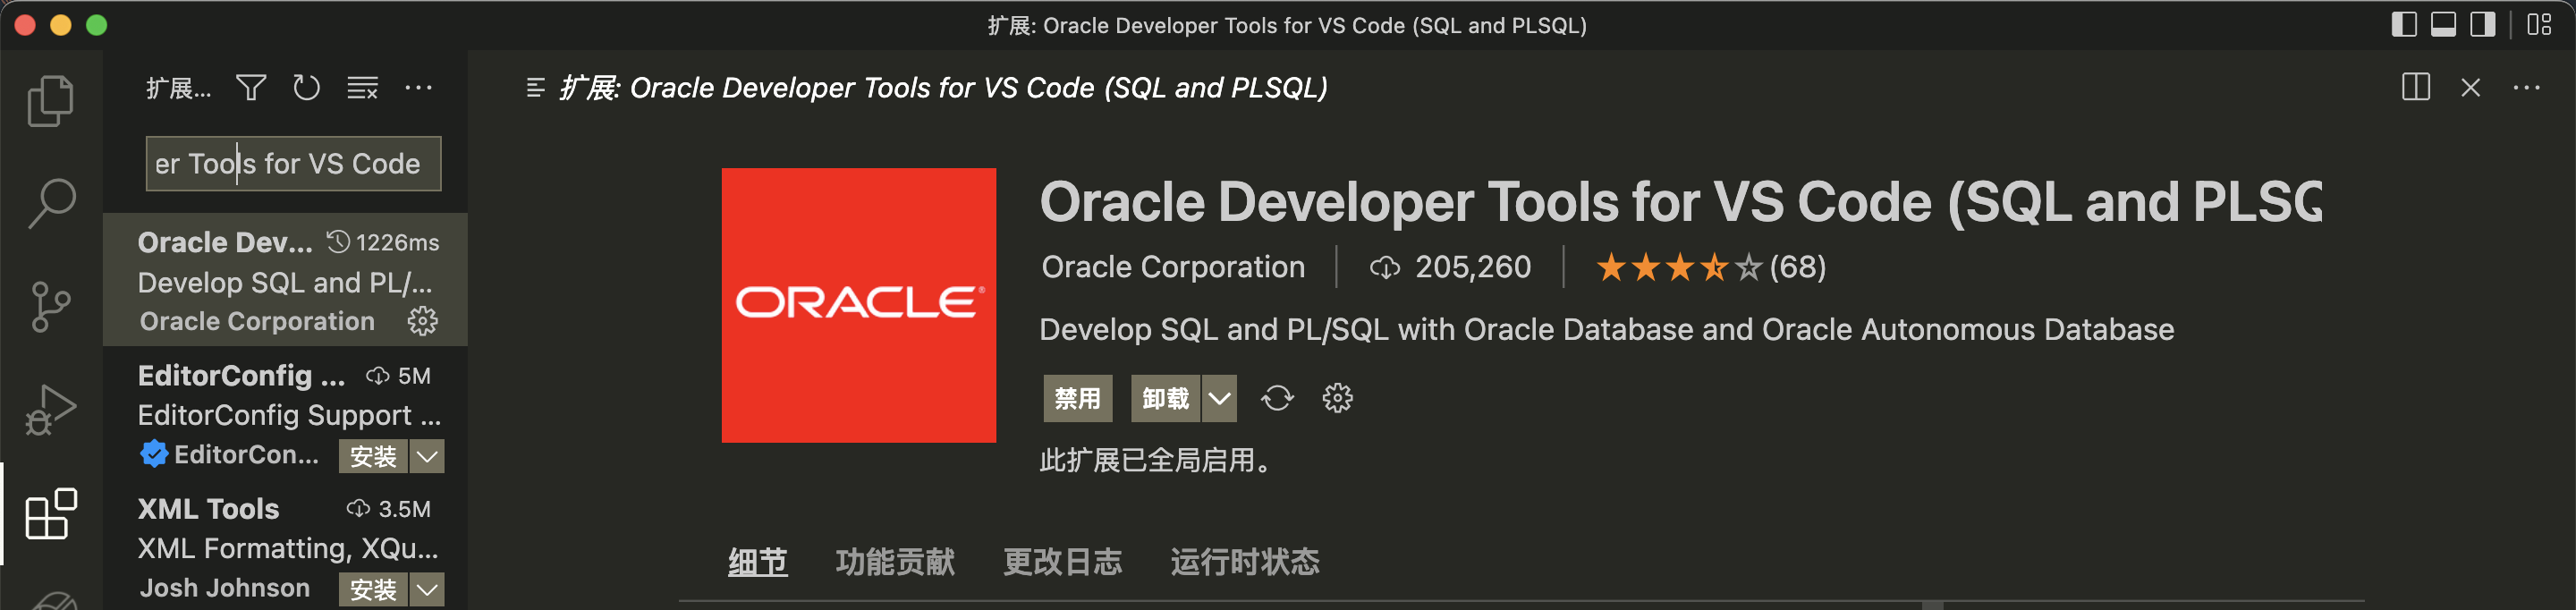 扩展: Oracle Developer Tools for VS Code (SQL and PLSQL)
扩展...
er Tools for VS Code
Oracle Dev... 1226ms
Develop SQL and PL/...
Oracle Corporation
EditorConfig ... 5M
EditorConfig Support ...
EditorCon... 安装
XML Tools 3.5M
XML Formatting, XQu...
Josh Johnson 安装
扩展: Oracle Developer Tools for VS Code (SQL and PLSQL)
ORACLE®
Oracle Developer Tools for VS Code (SQL and PLSQ
Oracle Corporation 205,260 (68)
Develop SQL and PL/SQL with Oracle Database and Oracle Autonomous Database
禁用 卸载
此扩展已全局启用。
细节 功能贡献 更改日志 运行时状态